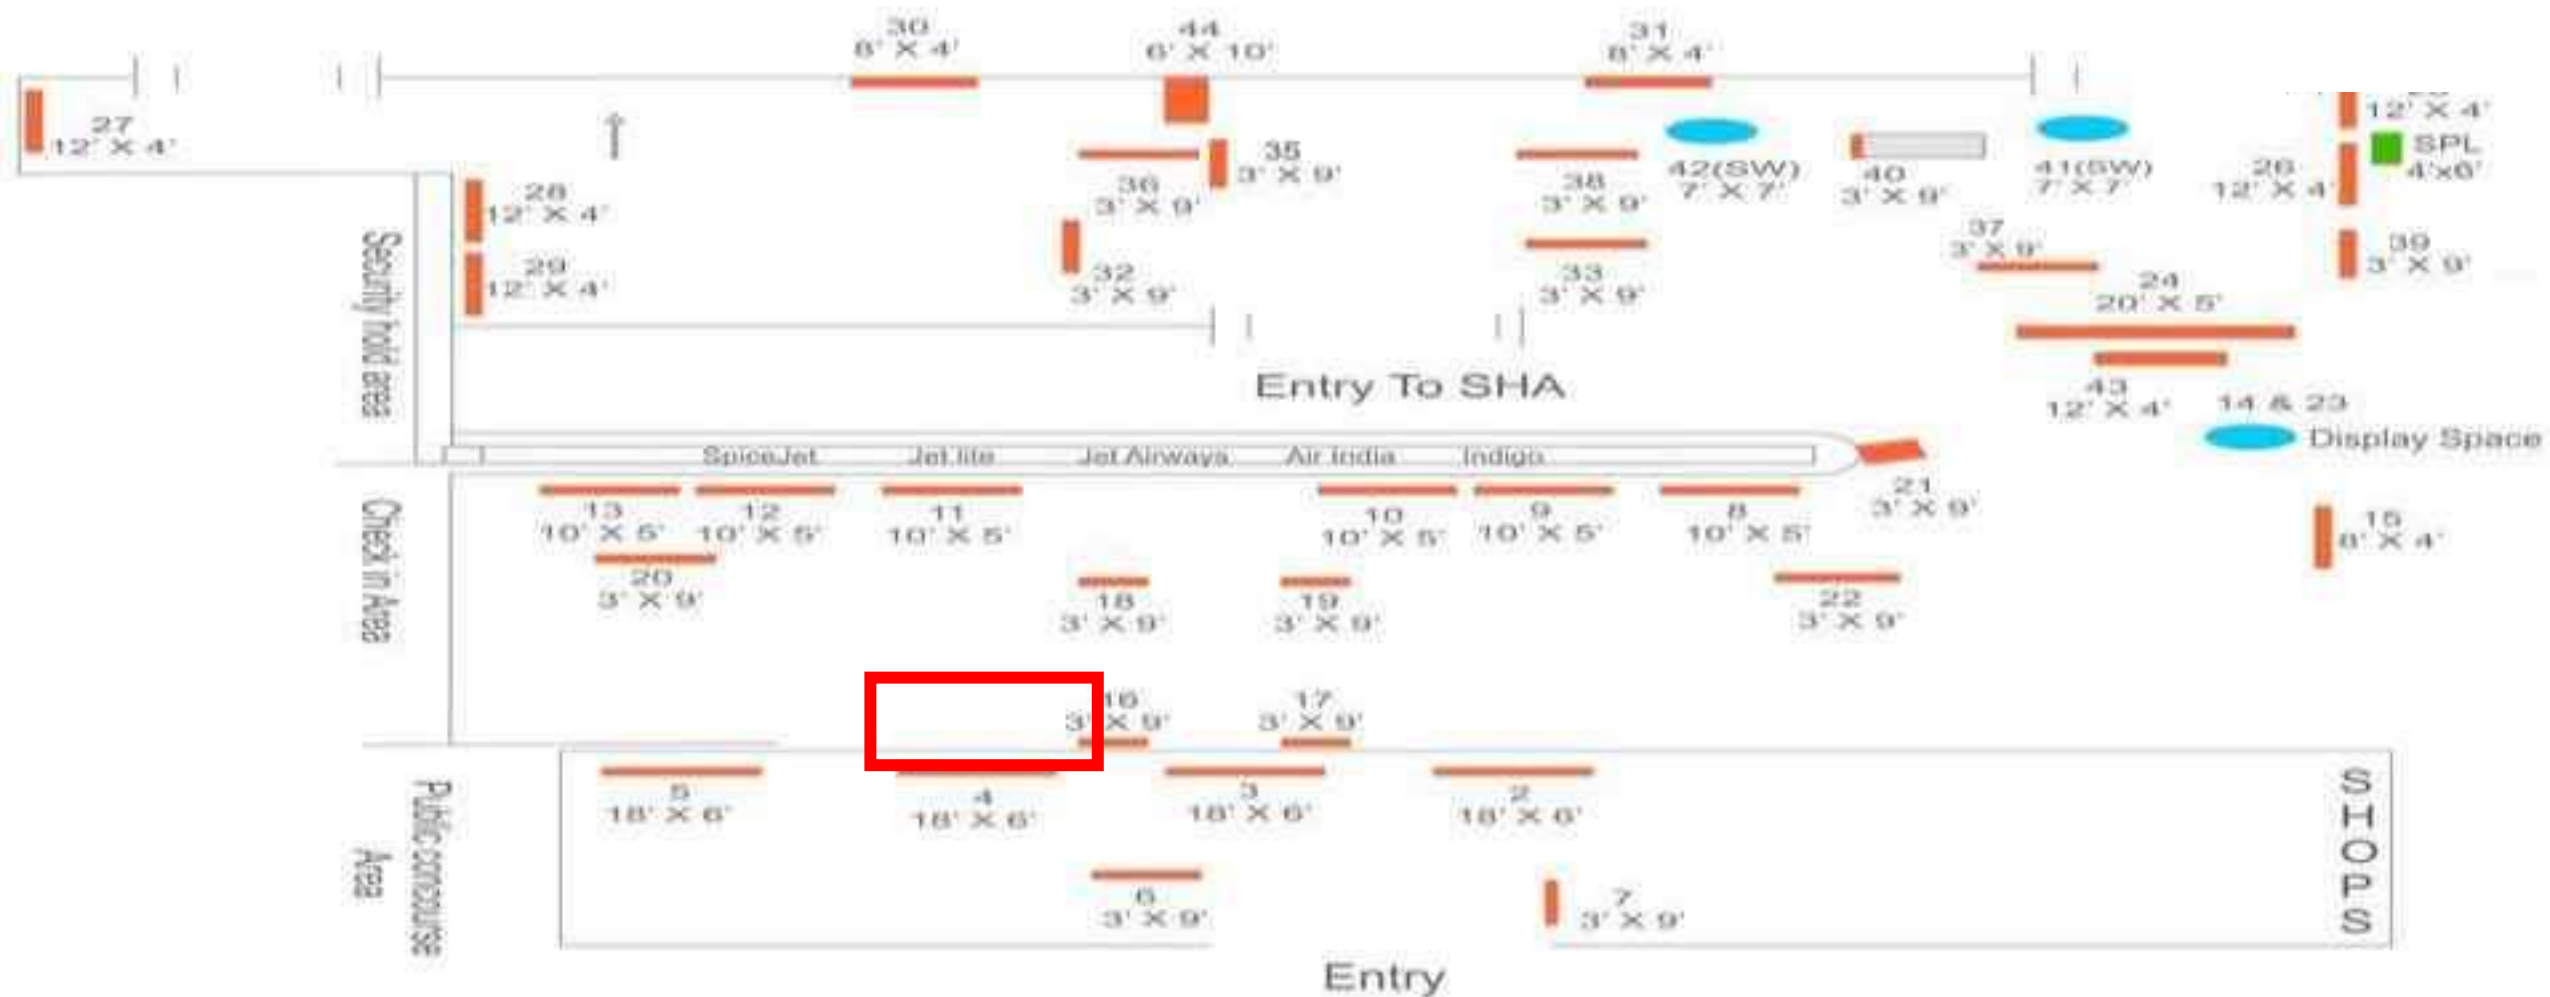 30
8' X 4'
44
6' X 10'
31
8' X 4'
27
12' X 4'
12' X 4'
SPL
4'x6'
35
3' X 9'
36
3' X 9'
38
3' X 9'
42(SW)
7' X 7'
40
3' X 9'
41(SW)
7' X 7'
26
12' X 4'
28
12' X 4'
29
12' X 4'
32
3' X 9'
33
3' X 9'
37
3' X 9'
39
3' X 9'
24
20' X 5'
43
12' X 4'
14 & 23
Display Space
Security hold area
Entry To SHA
SpiceJet Jet lite Jet Airways Air India Indigo
21
3' X 9'
13
10' X 5'
12
10' X 5'
11
10' X 5'
10
10' X 5'
9
10' X 5'
8
10' X 5'
15
8' X 4'
Check in Area
20
3' X 9'
18
3' X 9'
19
3' X 9'
22
3' X 9'
16
3' X 9'
17
3' X 9'
5
18' X 6'
4
18' X 6'
3
18' X 6'
2
18' X 6'
SHOPS
Public concourse
Area
6
3' X 9'
7
3' X 9'
Entry